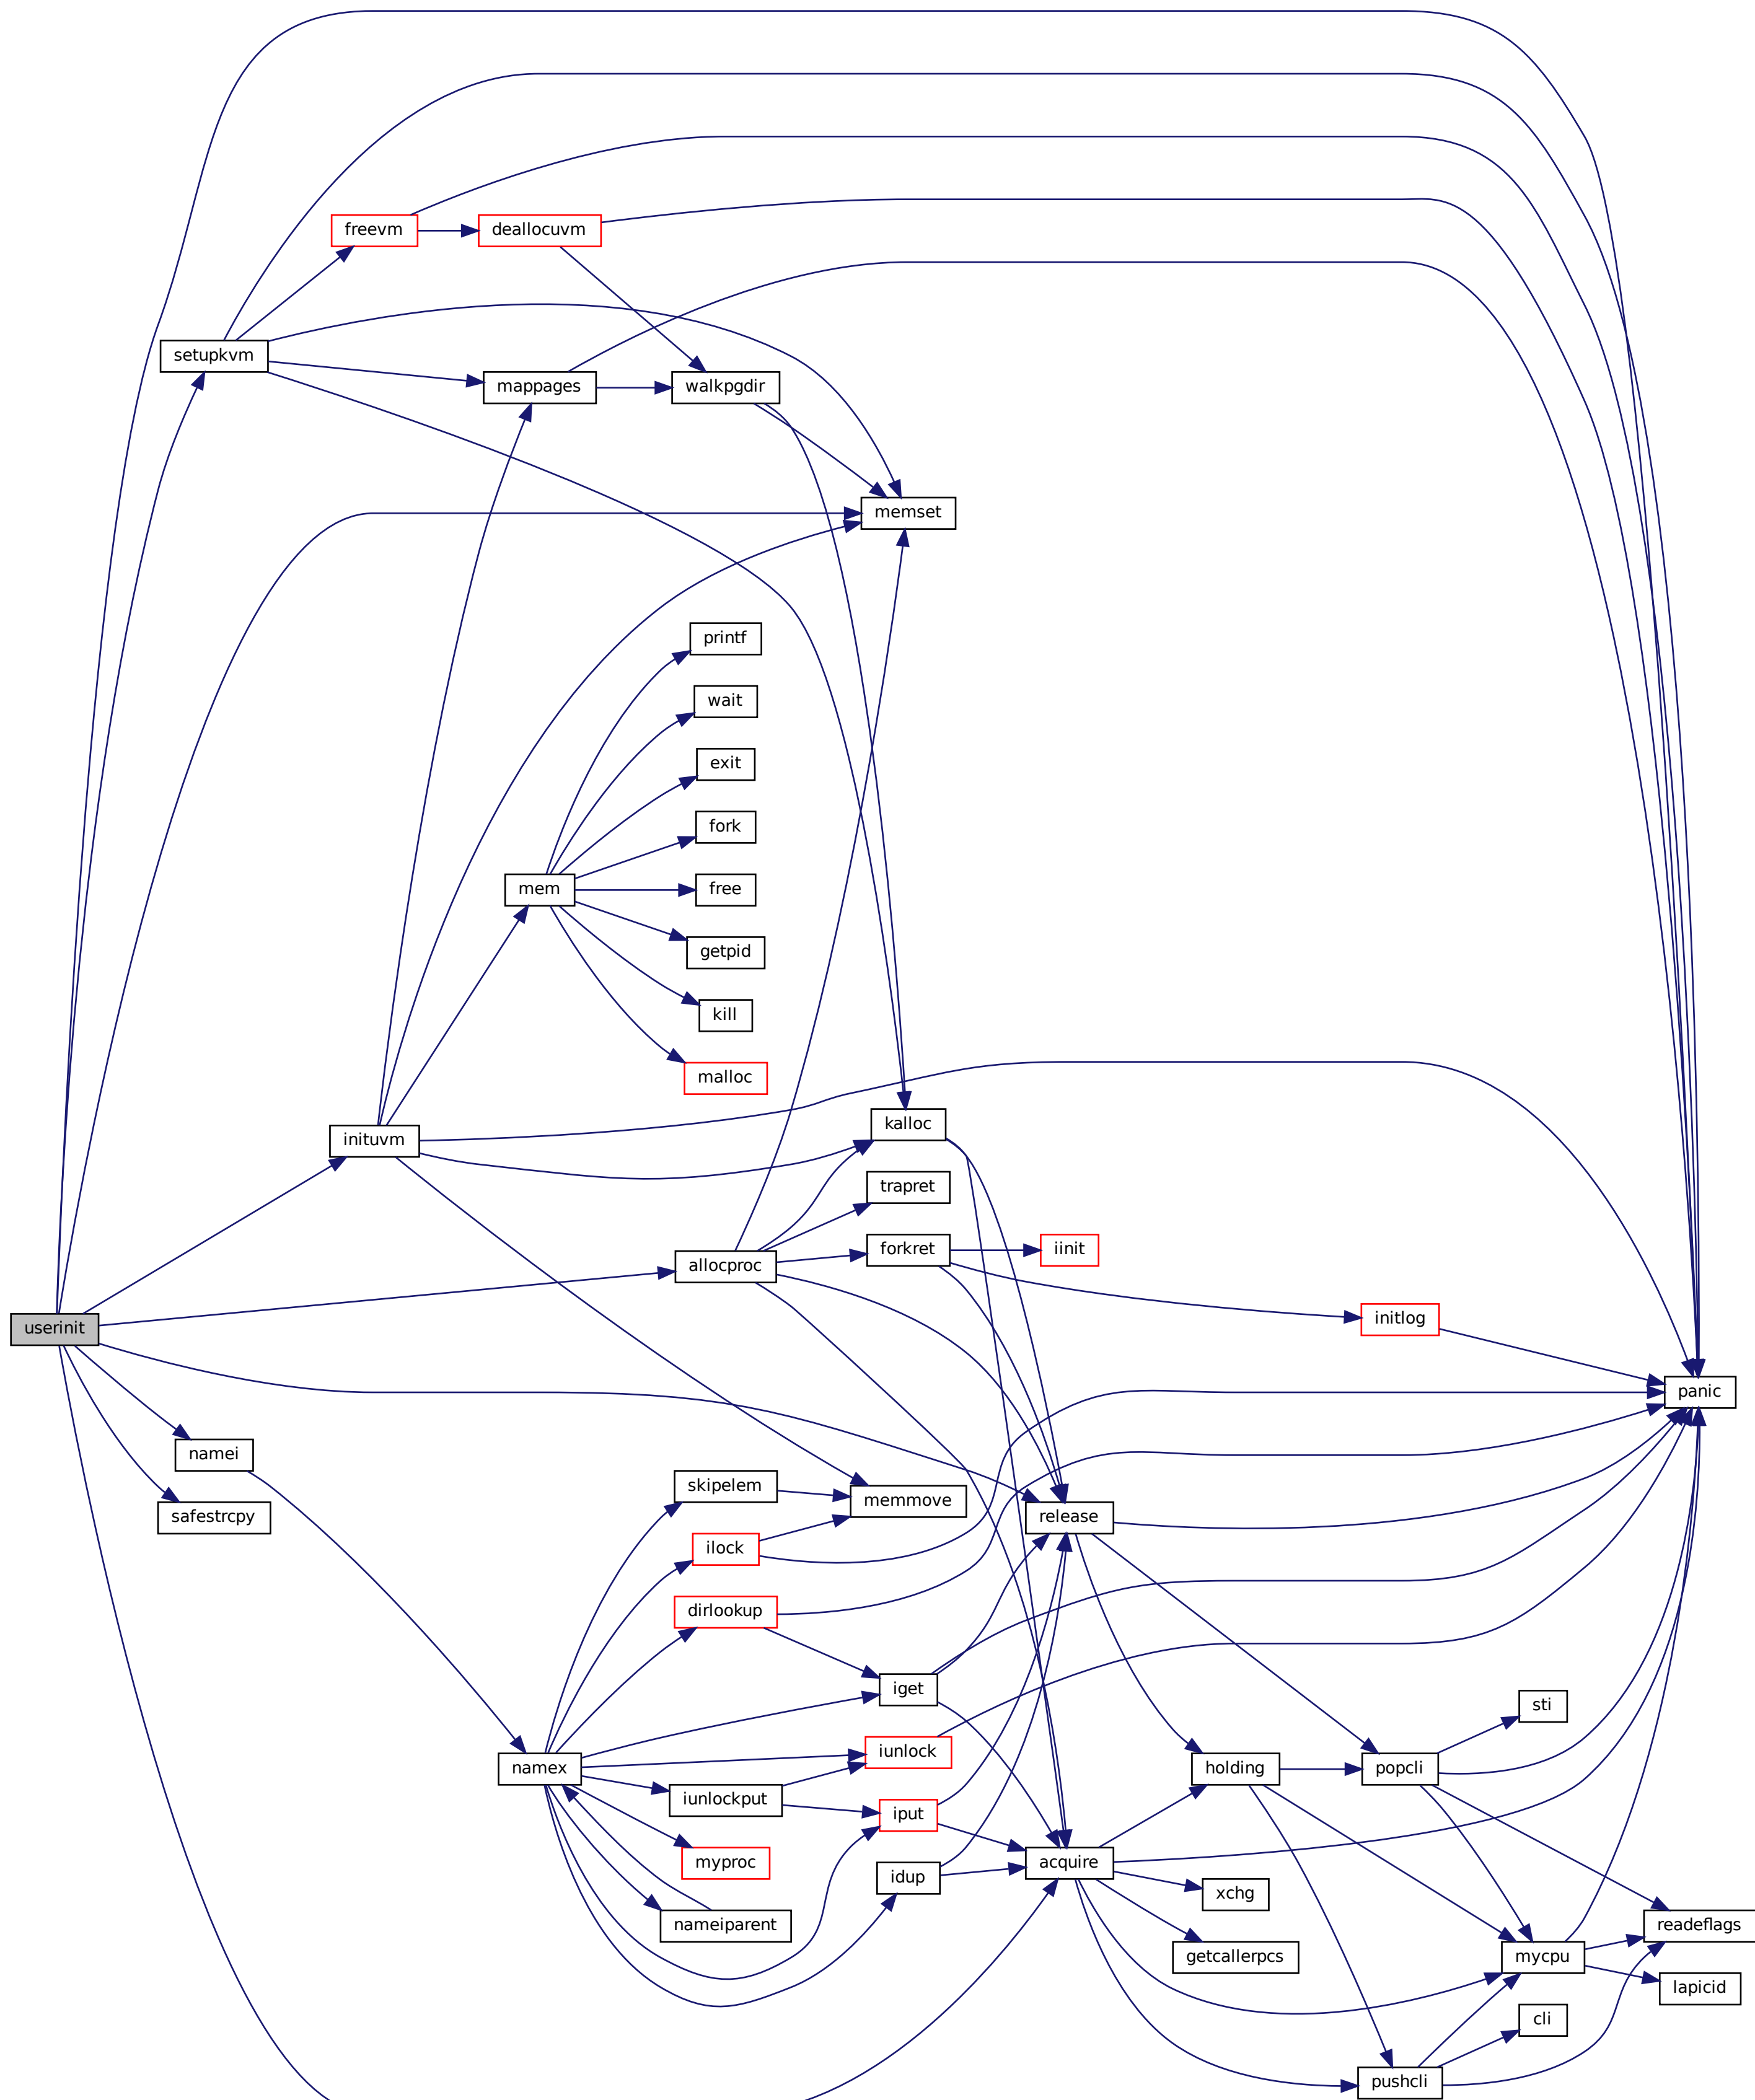 freevm
deallocuvm
setupkvm
mappages
walkpgdir
memset
printf
wait
exit
fork
mem
free
getpid
kill
malloc
kalloc
inituvm
trapret
forkret
iinit
allocproc
initlog
userinit
panic
namei
skipelem
memmove
safestrcpy
release
ilock
dirlookup
iget
sti
iunlock
namex
holding
popcli
iunlockput
iput
myproc
acquire
idup
xchg
nameiparent
readeflags
getcallerpcs
mycpu
lapicid
cli
pushcli